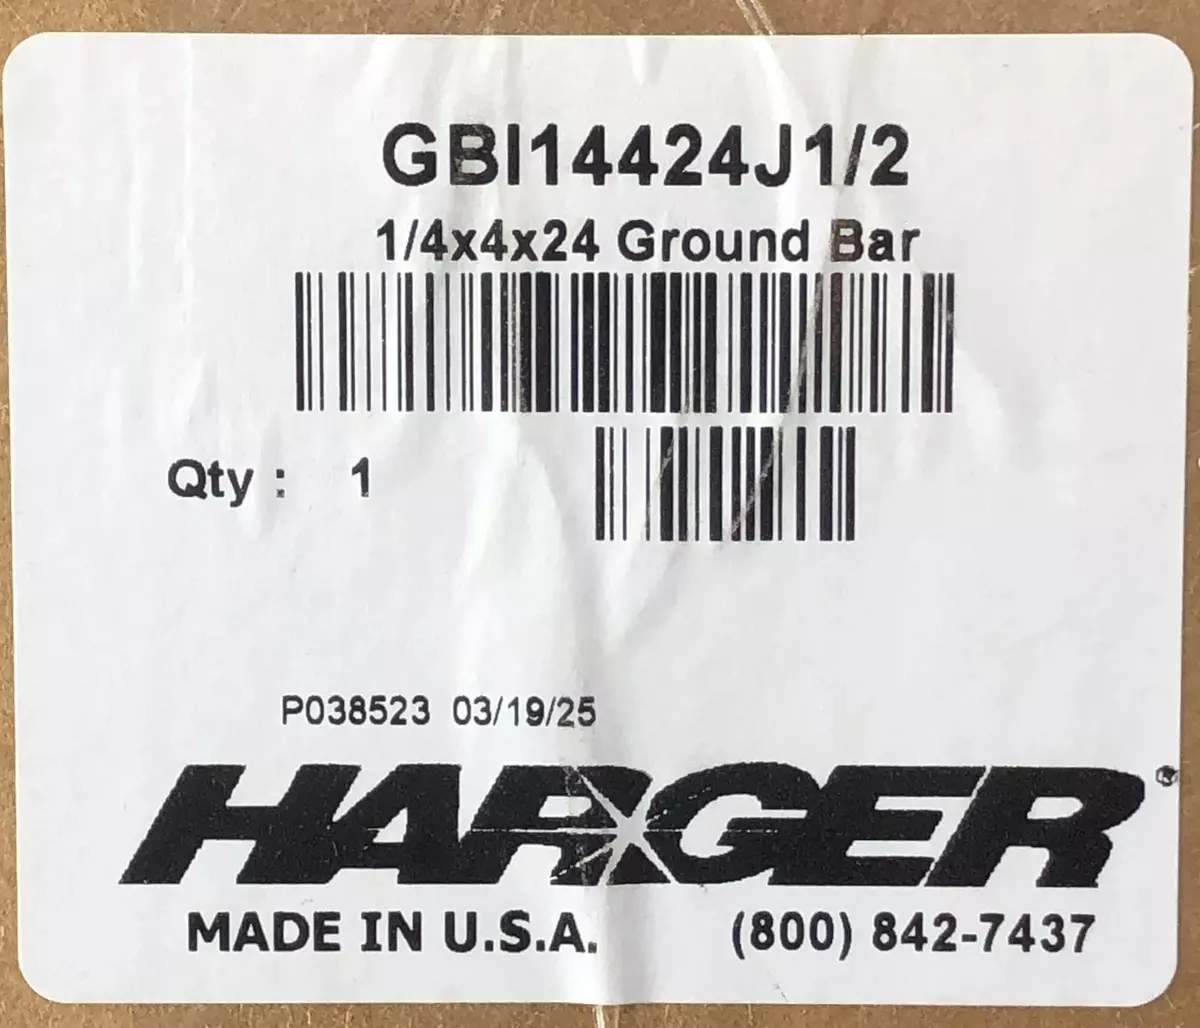 GBI14424J1/2
1/4x4x24 Ground Bar
Qty : 1
P038523 03/19/25
HARGER®
MADE IN U.S.A. (800) 842-7437